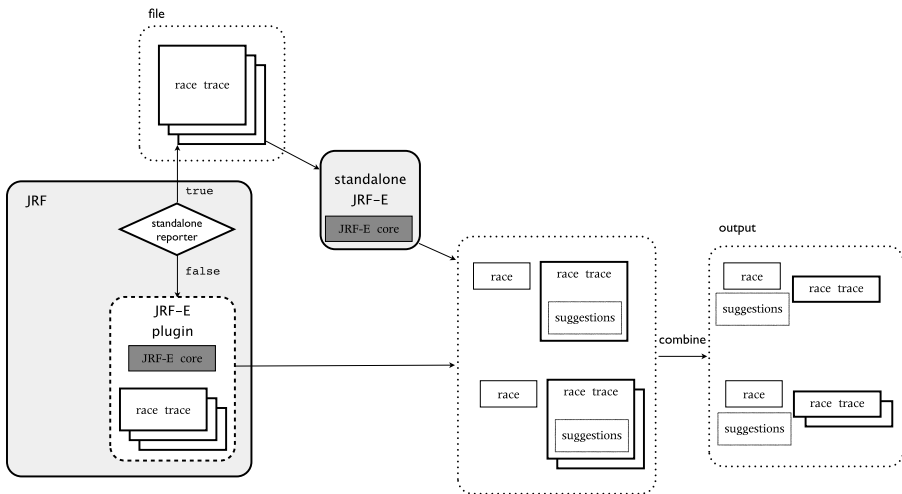 file
race trace
JRF
true
standalone
reporter
false
JRF-E
plugin
JRF-E core
race trace
standalone
JRF-E
JRF-E core
race
race trace
suggestions
race
race trace
suggestions
combine
output
race
suggestions
race trace
race
suggestions
race trace